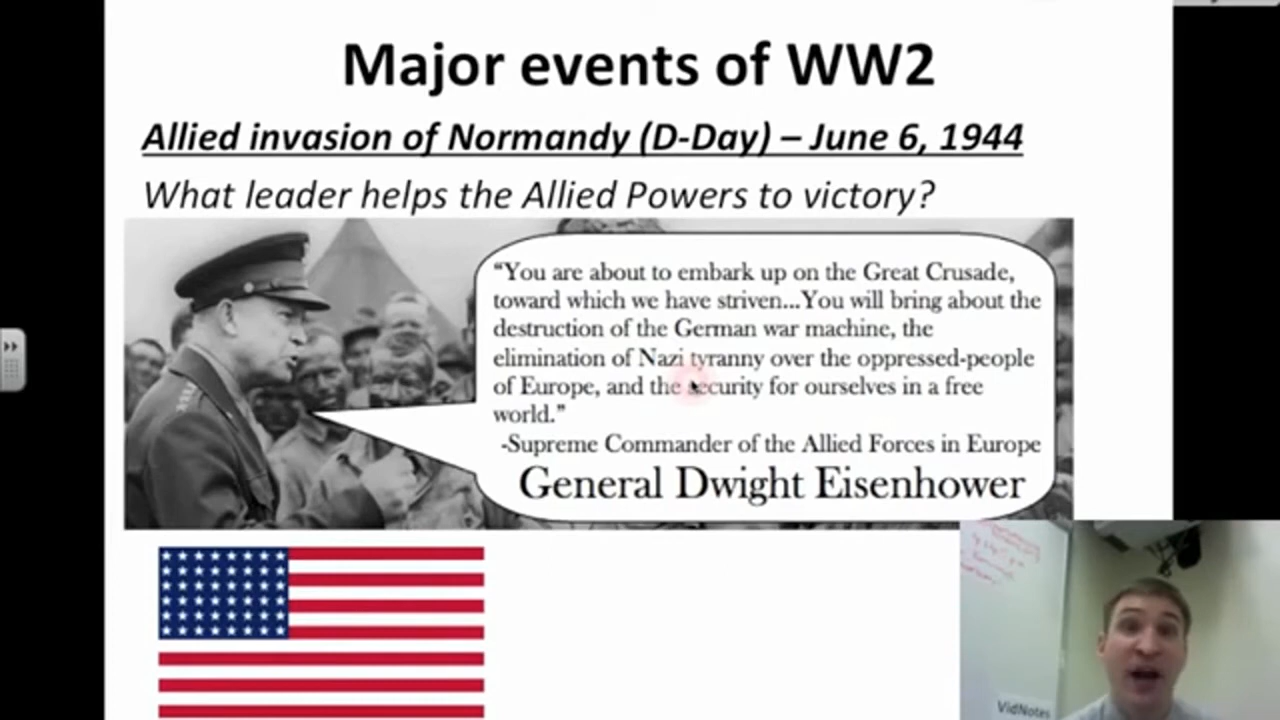 Major events of WW2
Allied invasion of Normandy (D-Day) – June 6, 1944
What leader helps the Allied Powers to victory?
“You are about to embark up on the Great Crusade,
toward which we have striven...You will bring about the
destruction of the German war machine, the
elimination of Nazi tyranny over the oppressed-people
of Europe, and the security for ourselves in a free
world.”
-Supreme Commander of the Allied Forces in Europe
General Dwight Eisenhower
VidNotes